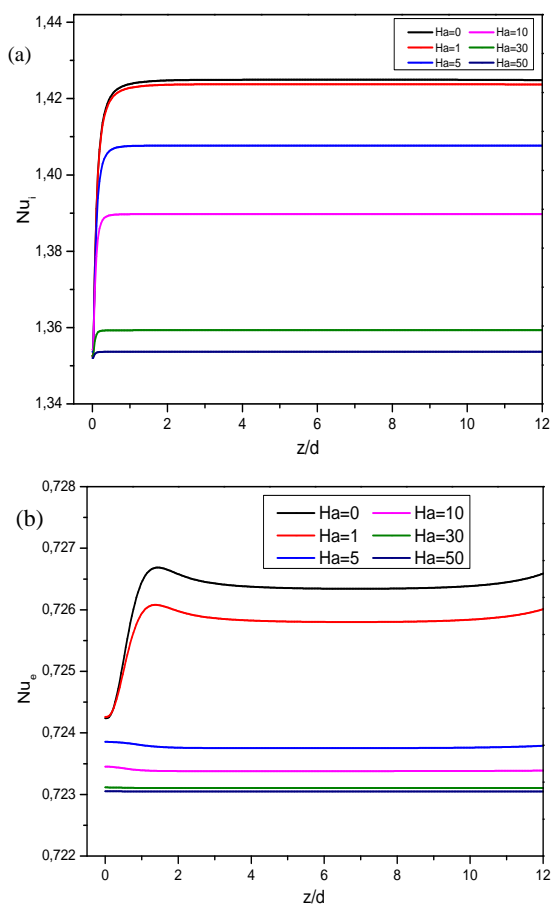 (a)
1,44
1,42
1,40
1,38
1,36
1,34
Nu i
Ha=0 Ha=10
Ha=1 Ha=30
Ha=5 Ha=50
0 2 4 6 8 10 12
z/d
(b)
0,728
0,727
0,726
0,725
0,724
0,723
0,722
Nu e
Ha=0 Ha=10
Ha=1 Ha=30
Ha=5 Ha=50
0 2 4 6 8 10 12
z/d